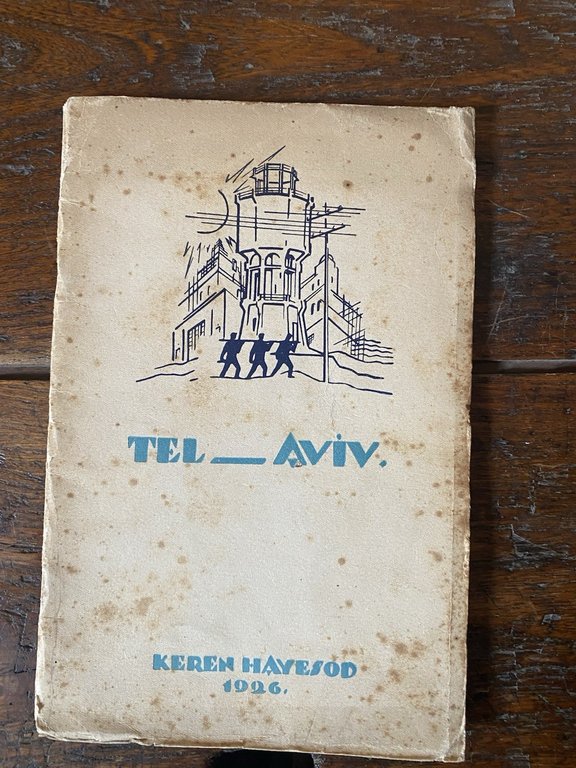 TEL — AViV.
KEREN HAYESOD
1926.